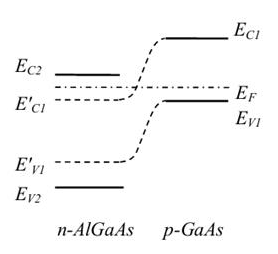 E_C1
E_C2
E'_C1
E_F
E_V1
E'_V1
E_V2
n-AlGaAs p-GaAs